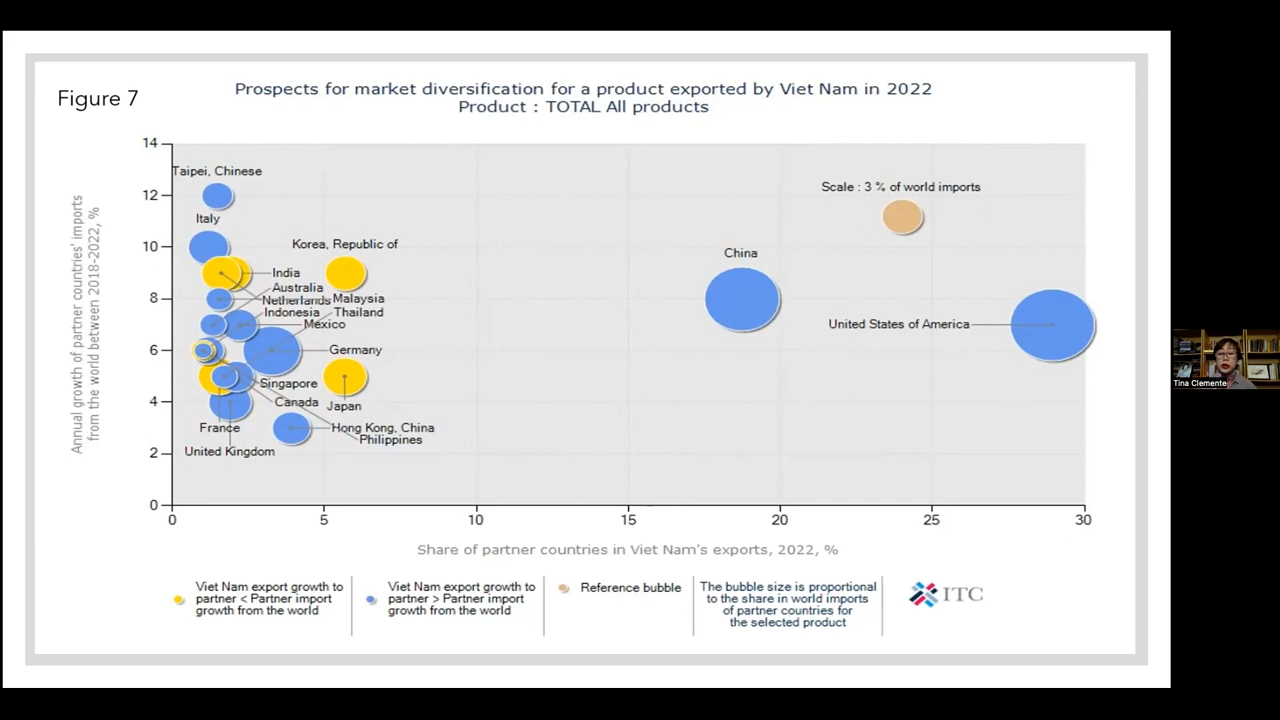 Figure 7
Prospects for market diversification for a product exported by Viet Nam in 2022
Product : TOTAL All products
Annual growth of partner countries' imports
from the world between 2018-2022, %
14
12
10
8
6
4
2
0
Taipei, Chinese
Italy
Korea, Republic of
India
Australia
Netherlands
Malaysia
Indonesia
Thailand
Mexico
Germany
Singapore
Canada
Japan
France
Hong Kong, China
Philippines
United Kingdom
China
Scale : 3 % of world imports
United States of America
0
5
10
15
20
25
30
Share of partner countries in Viet Nam's exports, 2022, %
Viet Nam export growth to
partner < Partner import
growth from the world
Viet Nam export growth to
partner > Partner import
growth from the world
Reference bubble
The bubble size is proportional
to the share in world imports
of partner countries for
the selected product
ITC
Tina Clemente